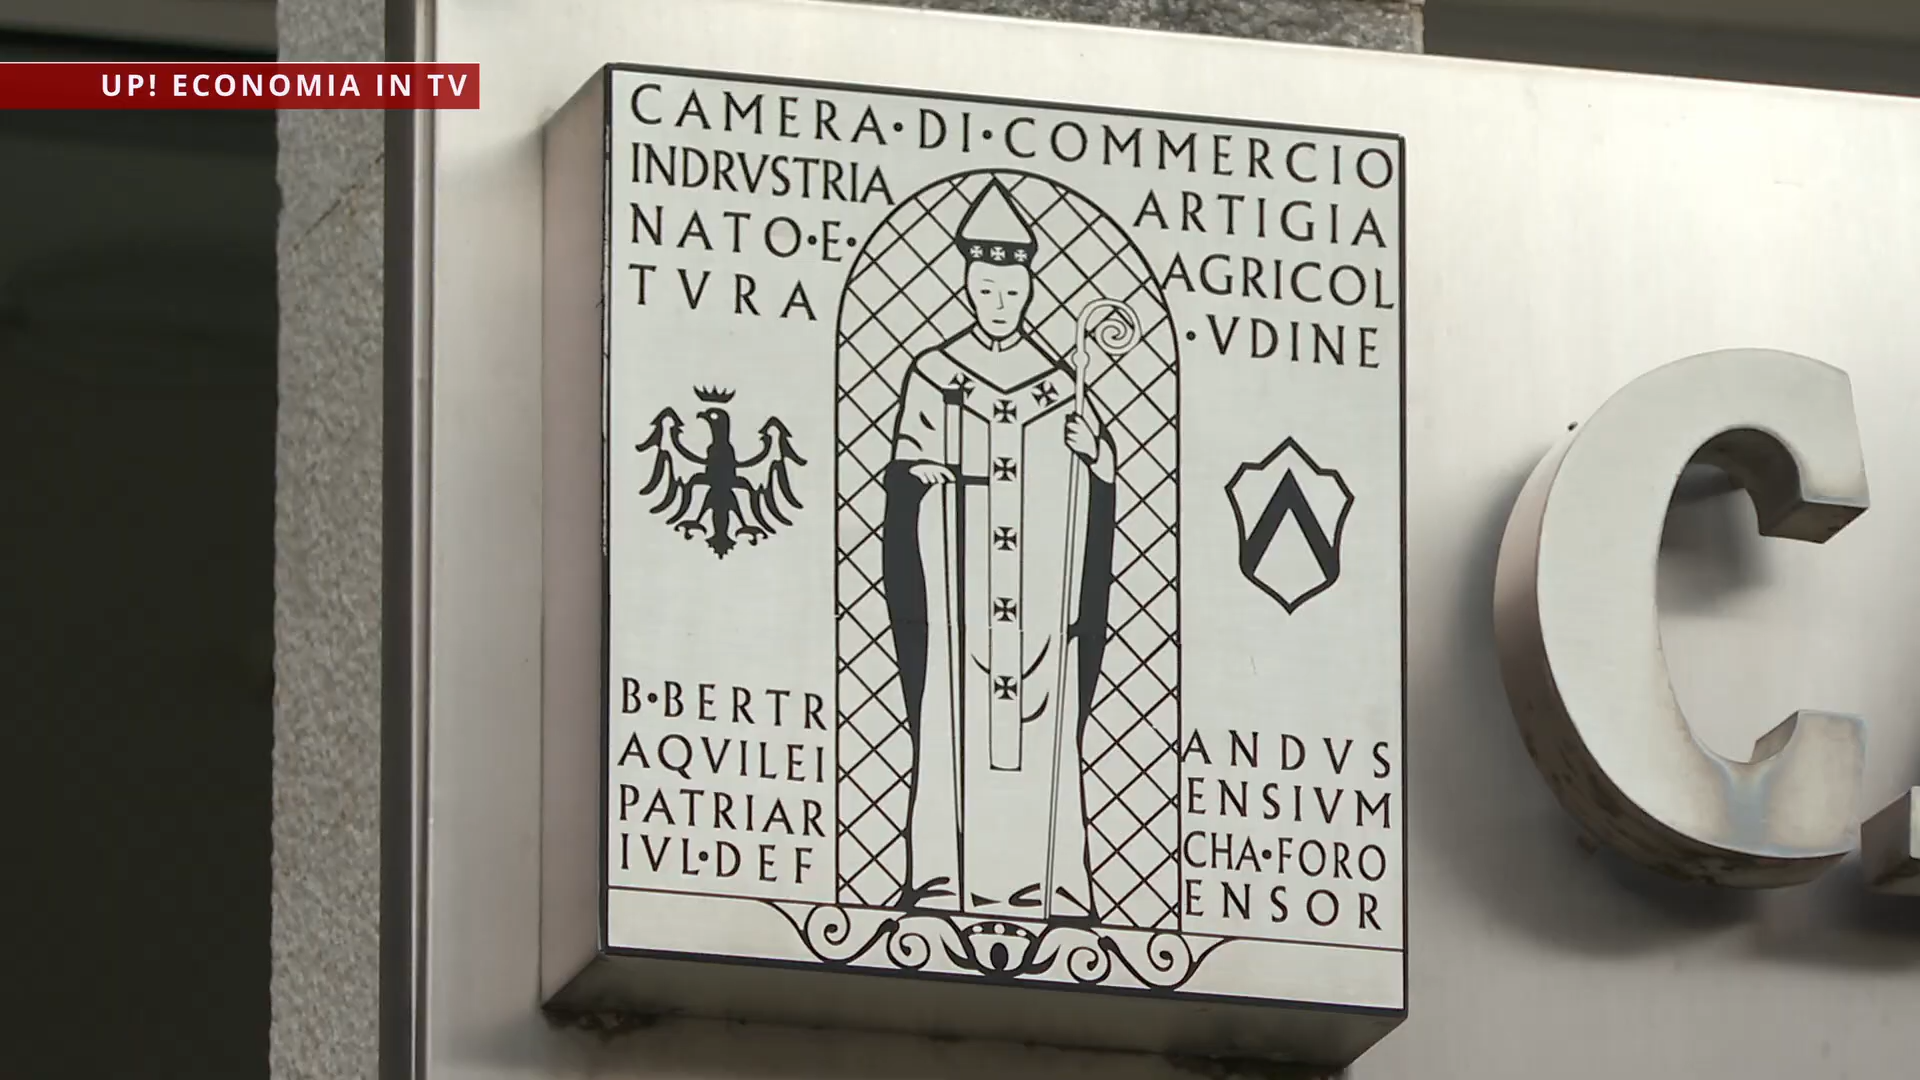 UP! ECONOMIA IN TV
CAMERA·DI·COMMERCIO
INDRVSTRIA ARTIGIA
NATO·E· AGRICOL
TVRA ·VDINE
B·BERTR ANDVS
AQVILEI ENSIVM
PATRIAR CHA·FORO
IVL·DEF ENSOR
C.